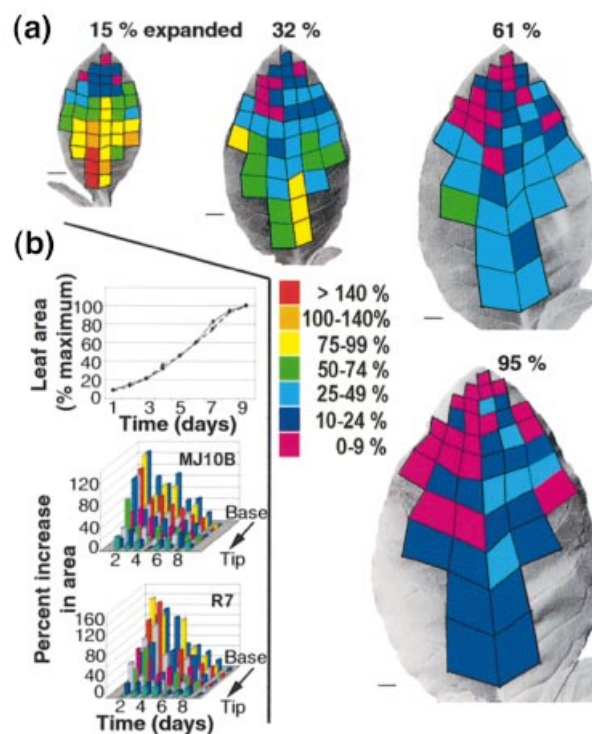 (a) 15 % expanded 32 % 61 %
(b)
> 140 %
100-140%
75-99 %
50-74 %
25-49 %
10-24 %
0-9 %
95 %
Leaf area
(% maximum)
100
80
60
40
20
0
1 3 5 7 9
Time (days)
MJ10B
120
80
40
0
2 4 6 8
Base
Tip
Percent increase
in area
R7
160
120
80
40
0
2 4 6 8
Base
Tip
Time (days)